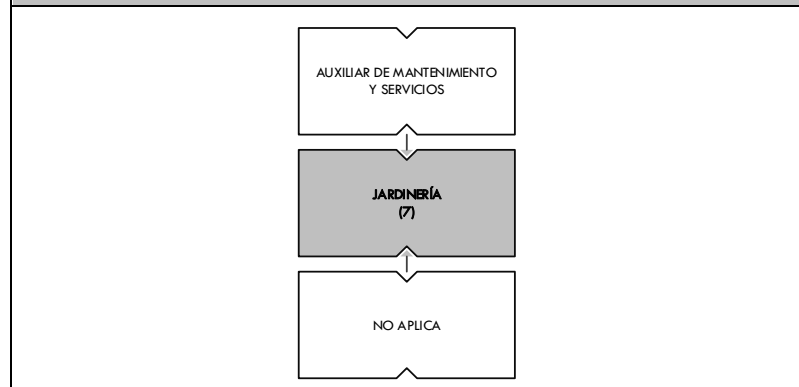 AUXILIAR DE MANTENIMIENTO
Y SERVICIOS
JARDINERÍA
(7)
NO APLICA